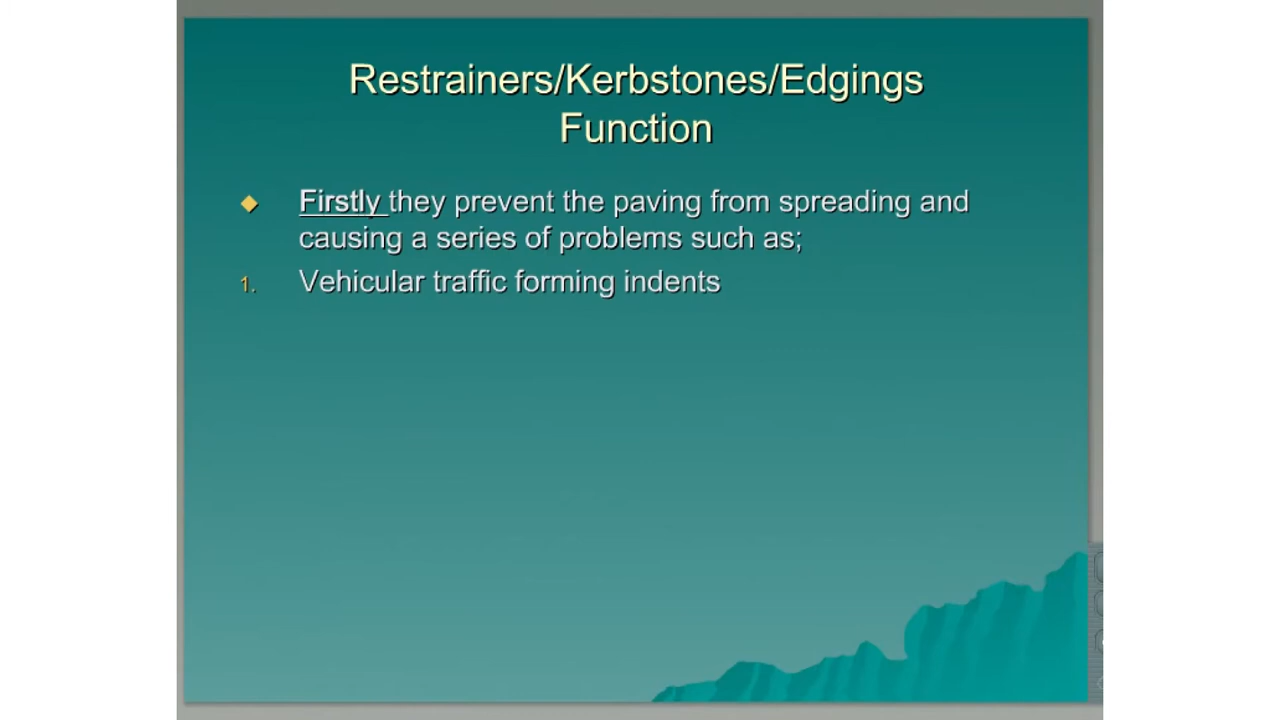 Restrainers/Kerbstones/Edgings
Function
◆ Firstly they prevent the paving from spreading and
causing a series of problems such as;
1. Vehicular traffic forming indents